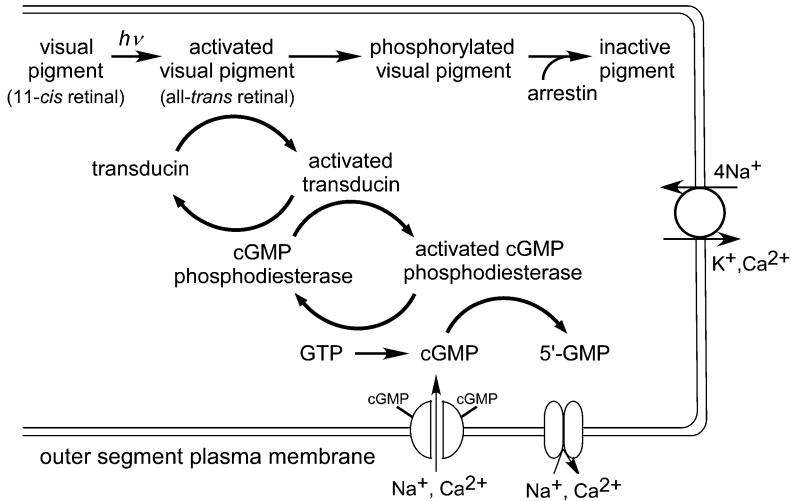 hν
visual
pigment
(11-cis retinal)
activated
visual pigment
(all-trans retinal)
phosphorylated
visual pigment
inactive
pigment
arrestin
transducin
activated
transducin
4Na+
K+,Ca2+
cGMP
phosphodiesterase
activated cGMP
phosphodiesterase
GTP
cGMP
5'-GMP
cGMP
cGMP
outer segment plasma membrane
Na+, Ca2+
Na+, Ca2+